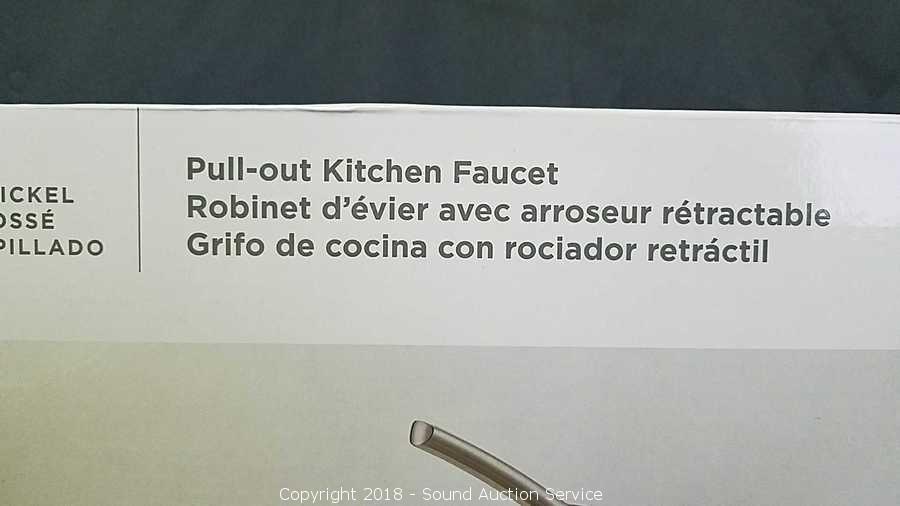 ICKEL
OSSÉ
PILLADO
Pull-out Kitchen Faucet
Robinet d'évier avec arroseur rétractable
Grifo de cocina con rociador retráctil
Copyright 2018 - Sound Auction Service